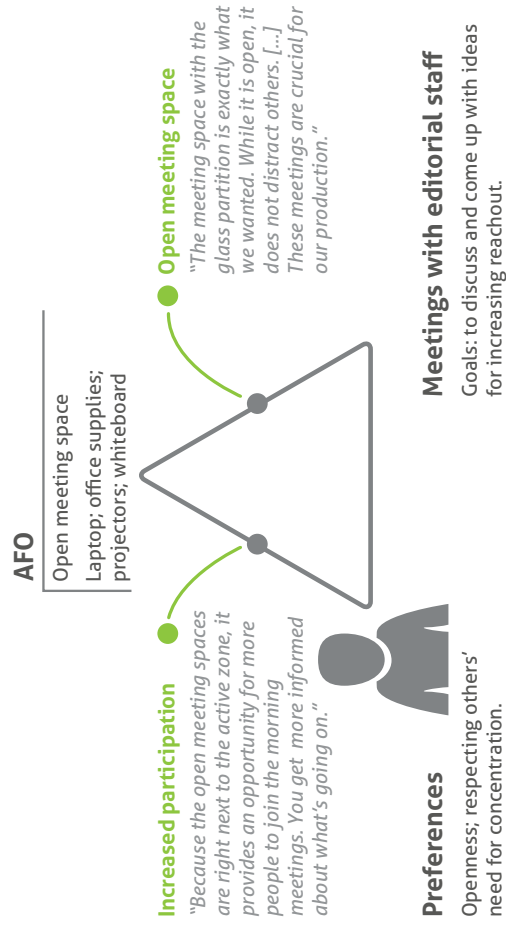 AFO
Open meeting space
Laptop; office supplies;
projectors; whiteboard
Increased participation
“Because the open meeting spaces
are right next to the active zone, it
provides an opportunity for more
people to join the morning
meetings. You get more informed
about what’s going on.”
Open meeting space
“The meeting space with the
glass partition is exactly what
we wanted. While it is open, it
does not distract others. [...]
These meetings are crucial for
our production.”
Preferences
Openness; respecting others’
need for concentration.
Meetings with editorial staff
Goals: to discuss and come up with ideas
for increasing reachout.